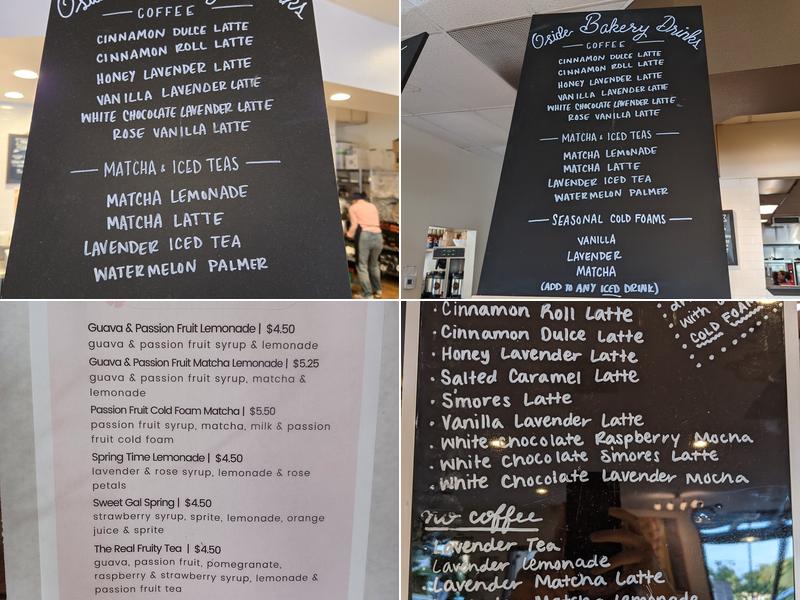 Oside Bakery Drinks
COFFEE
CINNAMON DULCE LATTE
CINNAMON ROLL LATTE
HONEY LAVENDER LATTE
VANILLA LAVENDER LATTE
WHITE CHOCOLATE LAVENDER LATTE
ROSE VANILLA LATTE
MATCHA & ICED TEAS
MATCHA LEMONADE
MATCHA LATTE
LAVENDER ICED TEA
WATERMELON PALMER
Oside Bakery Drinks
COFFEE
CINNAMON DULCE LATTE
CINNAMON ROLL LATTE
HONEY LAVENDER LATTE
VANILLA LAVENDER LATTE
WHITE CHOCOLATE LAVENDER LATTE
ROSE VANILLA LATTE
MATCHA & ICED TEAS
MATCHA LEMONADE
MATCHA LATTE
LAVENDER ICED TEA
WATERMELON PALMER
SEASONAL COLD FOAMS
VANILLA
LAVENDER
MATCHA
(ADD TO ANY ICED DRINK)
Guava & Passion Fruit Lemonade | $4.50
guava & passion fruit syrup & lemonade
Guava & Passion Fruit Matcha Lemonade | $5.25
guava & passion fruit syrup, matcha &
lemonade
Passion Fruit Cold Foam Matcha | $5.50
passion fruit syrup, matcha, milk & passion
fruit cold foam
Spring Time Lemonade | $4.50
lavender & rose syrup, lemonade & rose
petals
Sweet Gal Spring | $4.50
strawberry syrup, sprite, lemonade, orange
juice & sprite
The Real Fruity Tea | $4.50
guava, passion fruit, pomegranate,
raspberry & strawberry syrup, lemonade &
passion fruit tea
with
COLD FOAM
· Cinnamon Roll Latte
· Cinnamon Dulce Latte
· Honey Lavender Latte
· Salted Caramel Latte
· S'mores Latte
· Vanilla Lavender Latte
· White Chocolate Raspberry Mocha
· White Chocolate S'mores Latte
· White Chocolate Lavender Mocha
no coffee
Lavender Tea
Lavender Lemonade
Lavender Matcha Latte
Matcha Lemonade